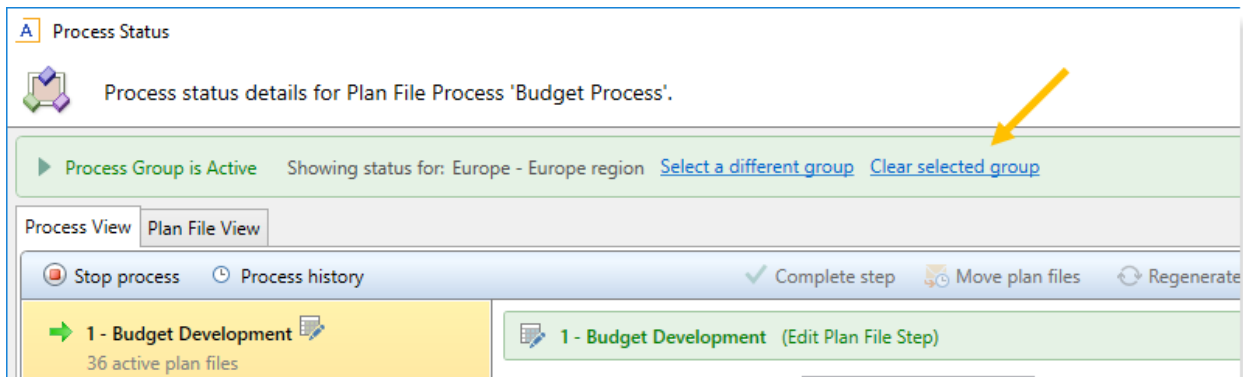 A Process Status
Process status details for Plan File Process 'Budget Process'.
Process Group is Active Showing status for: Europe - Europe region Select a different group Clear selected group
Process View Plan File View
Stop process Process history Complete step Move plan files Regenerate
1 - Budget Development 1 - Budget Development (Edit Plan File Step)
36 active plan files